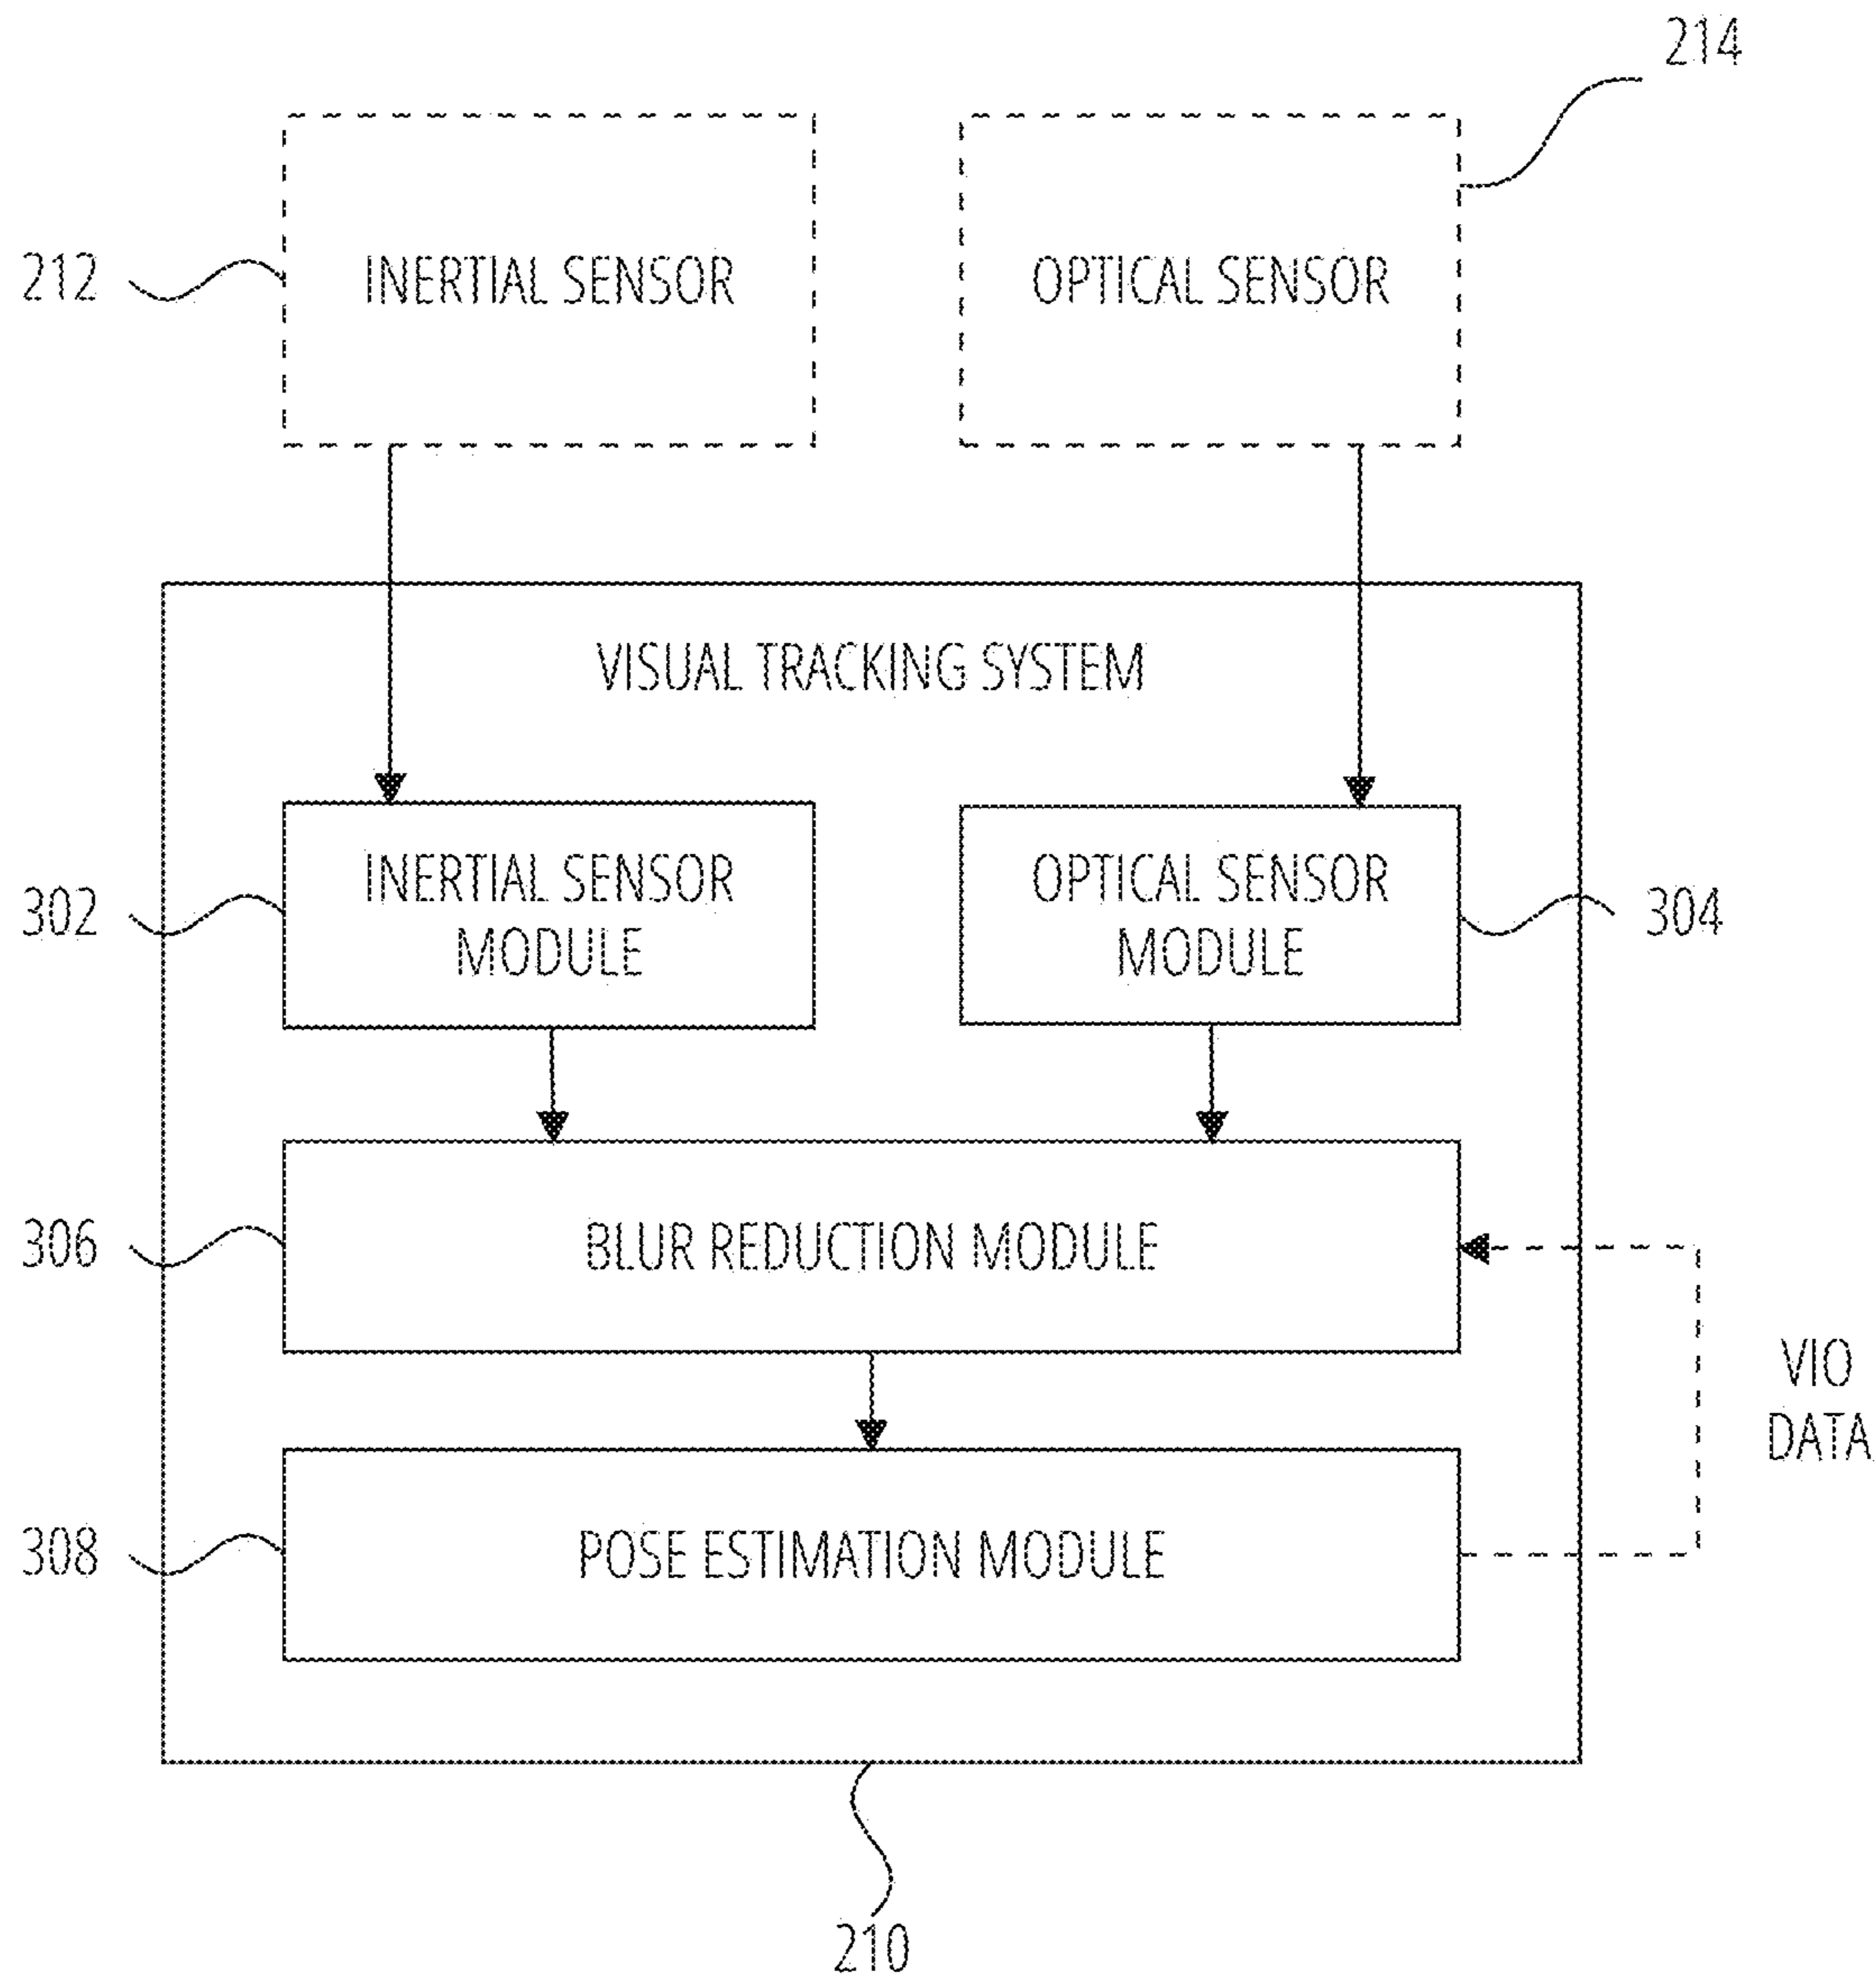 214
212
INERTIAL SENSOR
OPTICAL SENSOR
VISUAL TRACKING SYSTEM
302
INERTIAL SENSOR
MODULE
OPTICAL SENSOR
MODULE
304
306
BLUR REDUCTION MODULE
VIO
DATA
308
POSE ESTIMATION MODULE
210